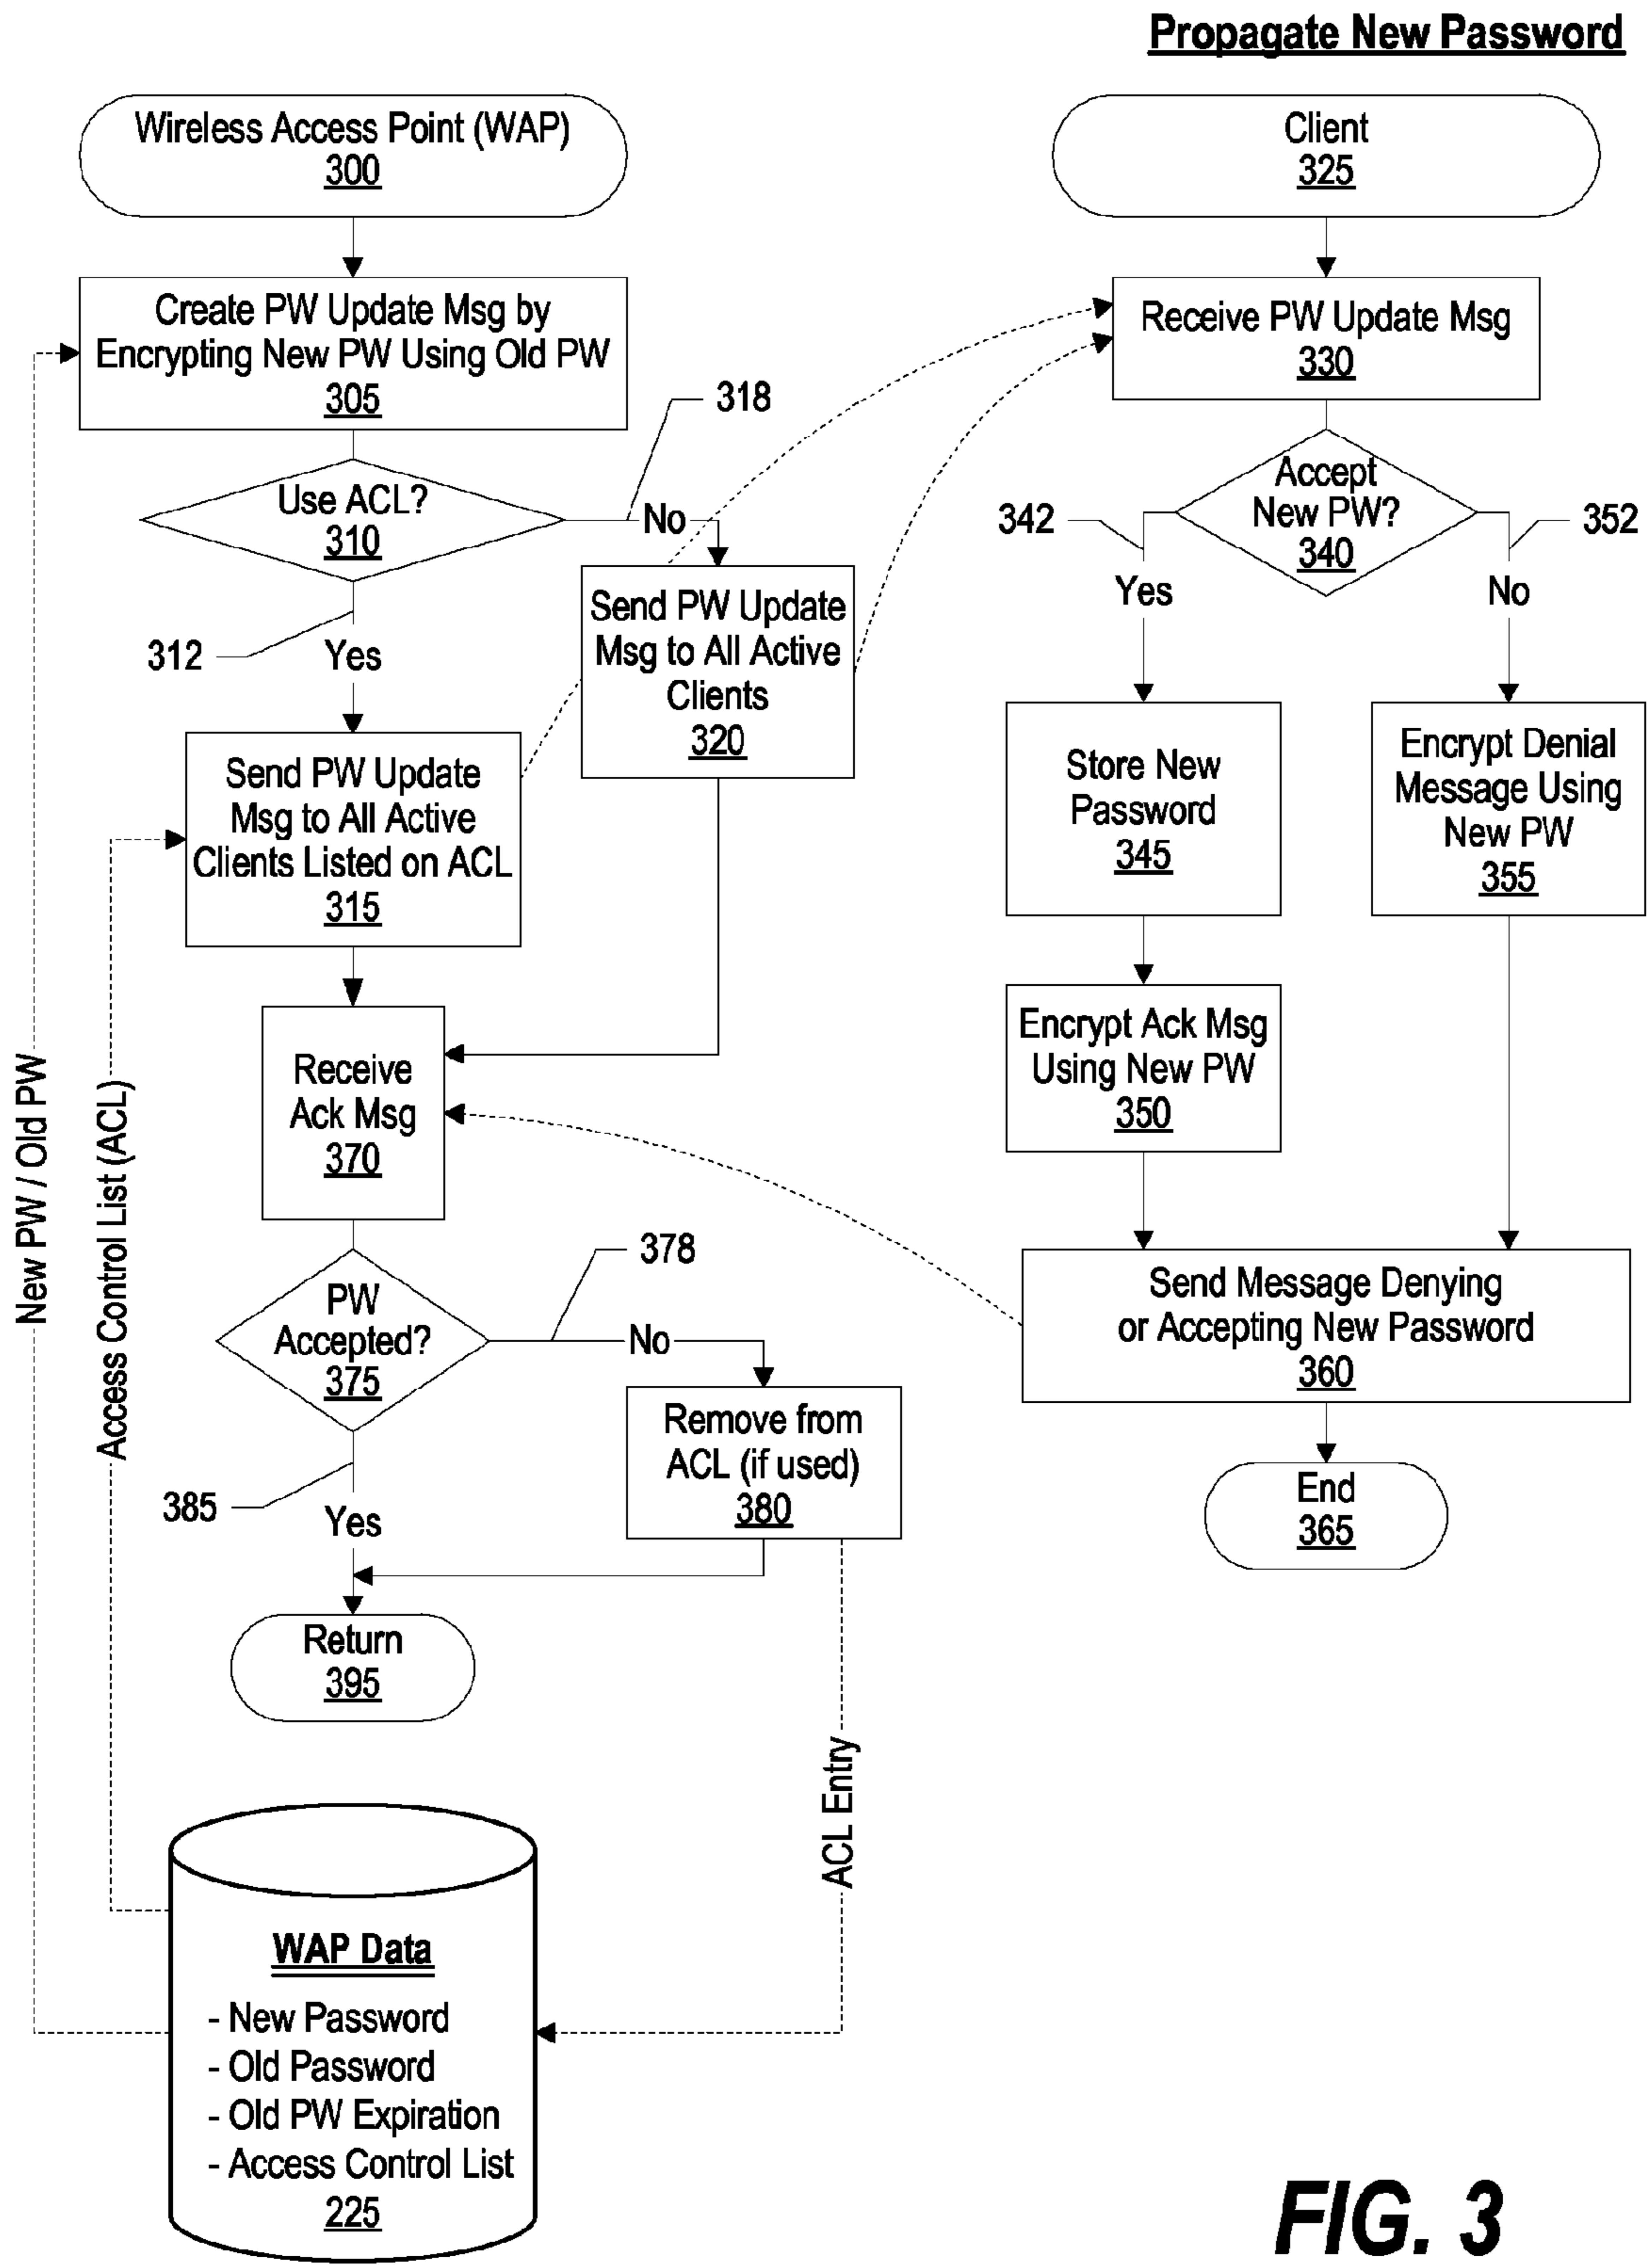 Propagate New Password
Wireless Access Point (WAP)
300
Create PW Update Msg by
Encrypting New PW Using Old PW
305
318
Use ACL?
310
No
312
Yes
Send PW Update
Msg to All Active
Clients
320
Send PW Update
Msg to All Active
Clients Listed on ACL
315
Receive
Ack Msg
370
378
PW
Accepted?
375
No
Remove from
ACL (if used)
380
385
Yes
Return
395
New PW / Old PW
Access Control List (ACL)
ACL Entry
WAP Data
- New Password
- Old Password
- Old PW Expiration
- Access Control List
225
Client
325
Receive PW Update Msg
330
Accept
New PW?
340
342
352
Yes
No
Store New
Password
345
Encrypt Denial
Message Using
New PW
355
Encrypt Ack Msg
Using New PW
350
Send Message Denying
or Accepting New Password
360
End
365
FIG. 3